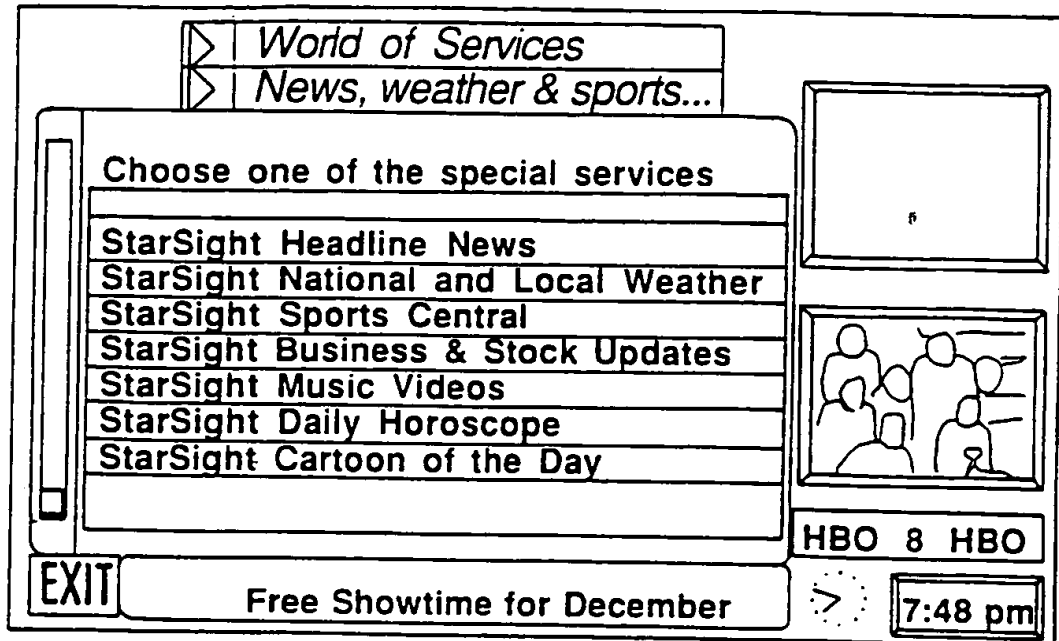 World of Services
News, weather & sports...
Choose one of the special services
StarSight Headline News
StarSight National and Local Weather
StarSight Sports Central
StarSight Business & Stock Updates
StarSight Music Videos
StarSight Daily Horoscope
StarSight Cartoon of the Day
HBO 8 HBO
EXIT
Free Showtime for December
7:48 pm